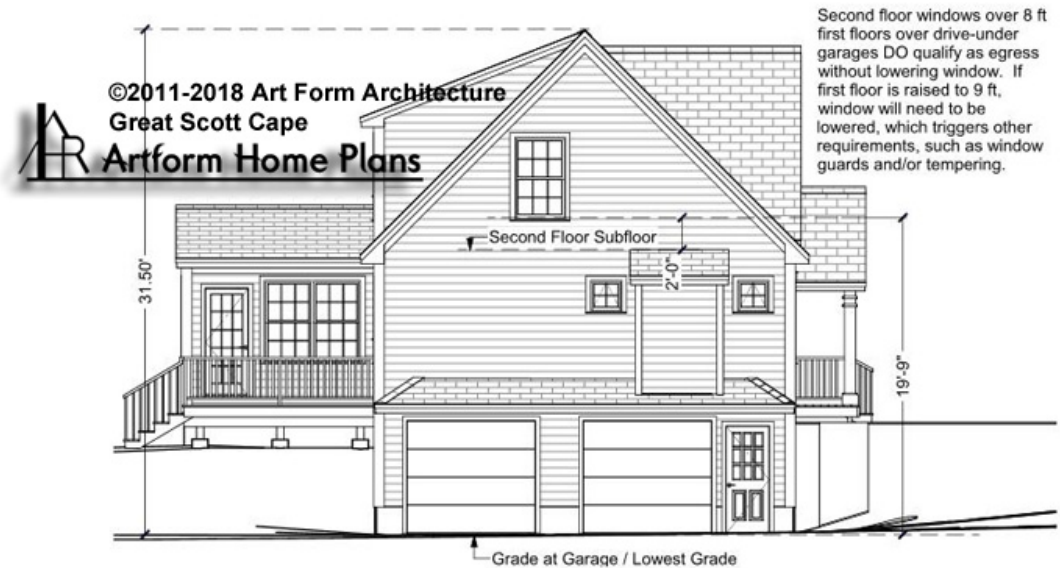 Second floor windows over 8 ft
first floors over drive-under
garages DO qualify as egress
without lowering window.  If
first floor is raised to 9 ft,
window will need to be
lowered, which triggers other
requirements, such as window
guards and/or tempering.
©2011-2018 Art Form Architecture
Great Scott Cape
Artform Home Plans
Second Floor Subfloor
2'-0"
31.50'
19'-9"
Grade at Garage / Lowest Grade